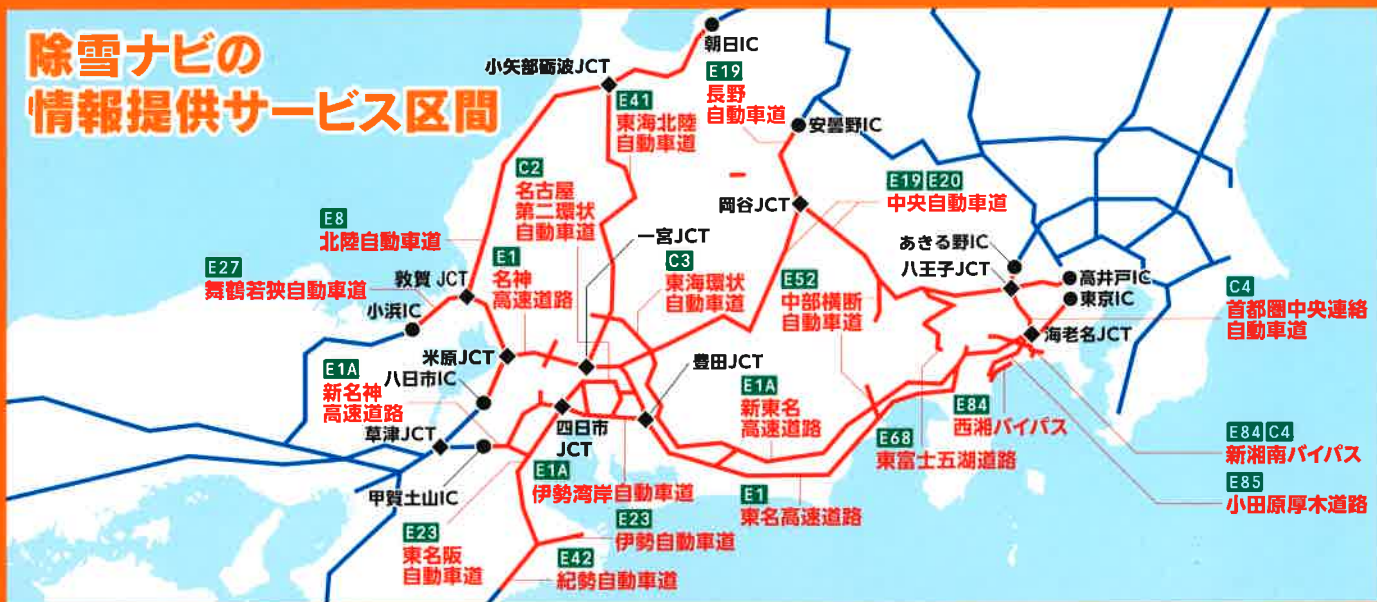 除雪ナビの
情報提供サービス区間
朝日IC
小矢部砺波JCT
E19
長野
自動車道
E41
東海北陸
自動車道
安曇野IC
C2
名古屋
第二環状
自動車道
E19 E20
中央自動車道
岡谷JCT
E8
北陸自動車道
一宮JCT
あきる野IC
八王子JCT
高井戸IC
東京IC
E1
名神
高速道路
C3
東海環状
自動車道
E52
中部横断
自動車道
E27
舞鶴若狭自動車道
敦賀 JCT
小浜IC
C4
首都圏中央連絡
自動車道
海老名JCT
米原JCT
豊田JCT
E1A
新名神
高速道路
八日市IC
E1A
新東名
高速道路
草津JCT
四日市
JCT
E84
西湘バイパス
E68
東富士五湖道路
E84 C4
新湘南バイパス
E1A
伊勢湾岸自動車道
E85
小田原厚木道路
甲賀土山IC
E1
東名高速道路
E23
東名阪
自動車道
E23
伊勢自動車道
E42
紀勢自動車道